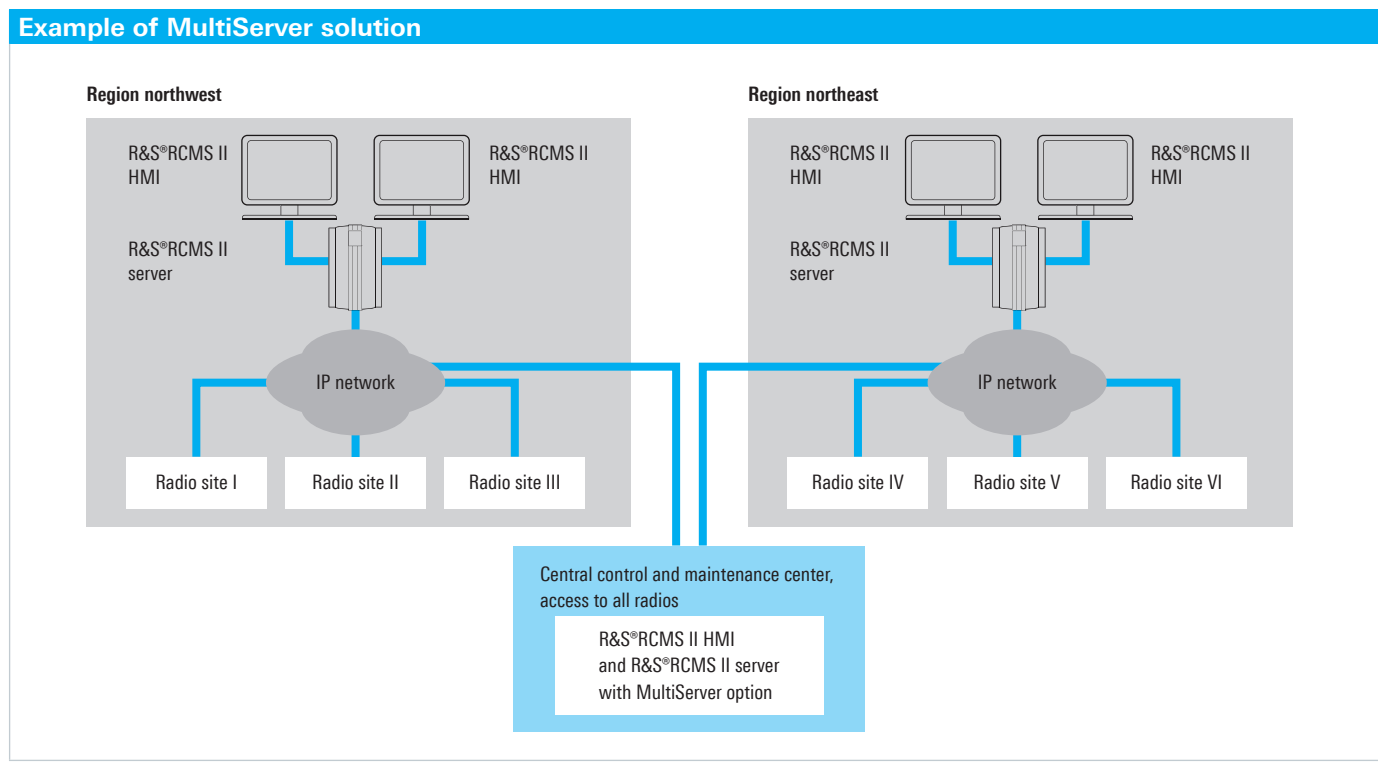 Example of MultiServer solution
Region northwest
R&S®RCMS II
HMI
R&S®RCMS II
HMI
R&S®RCMS II
server
IP network
Radio site I
Radio site II
Radio site III
Region northeast
R&S®RCMS II
HMI
R&S®RCMS II
HMI
R&S®RCMS II
server
IP network
Radio site IV
Radio site V
Radio site VI
Central control and maintenance center,
access to all radios
R&S®RCMS II HMI
and R&S®RCMS II server
with MultiServer option